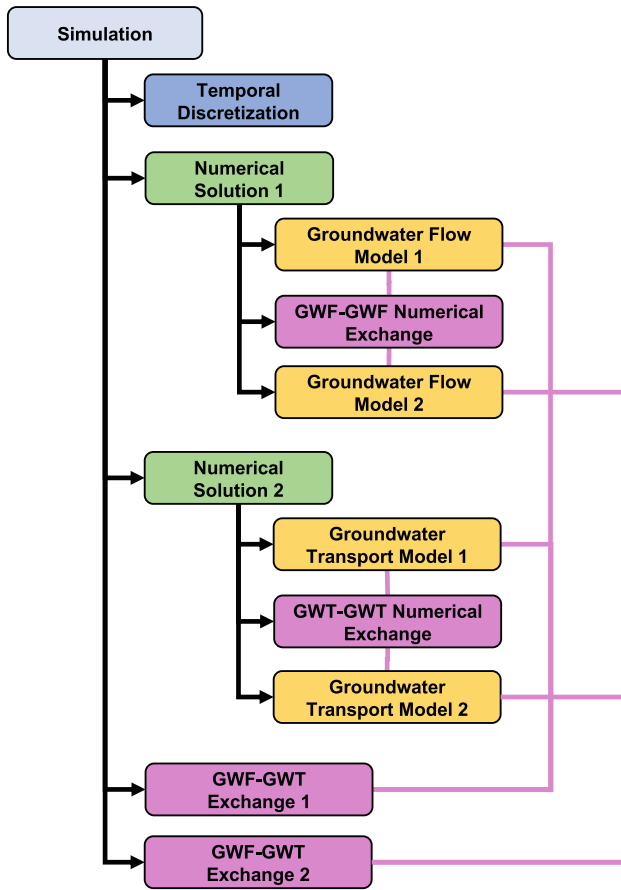 Simulation
Temporal
Discretization
Numerical
Solution 1
Groundwater Flow
Model 1
GWF-GWF Numerical
Exchange
Groundwater Flow
Model 2
Numerical
Solution 2
Groundwater
Transport Model 1
GWT-GWT Numerical
Exchange
Groundwater
Transport Model 2
GWF-GWT
Exchange 1
GWF-GWT
Exchange 2